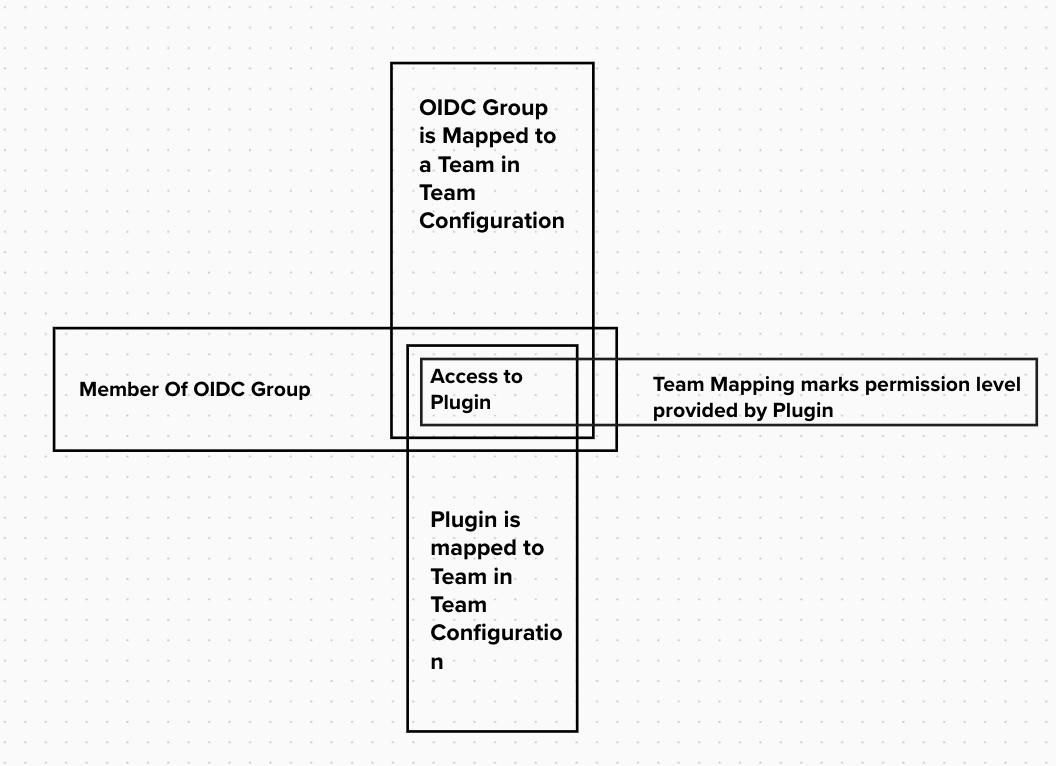 OIDC Group
is Mapped to
a Team in
Team
Configuration
Member Of OIDC Group
Access to
Plugin
Team Mapping marks permission level
provided by Plugin
Plugin is
mapped to
Team in
Team
Configuratio
n